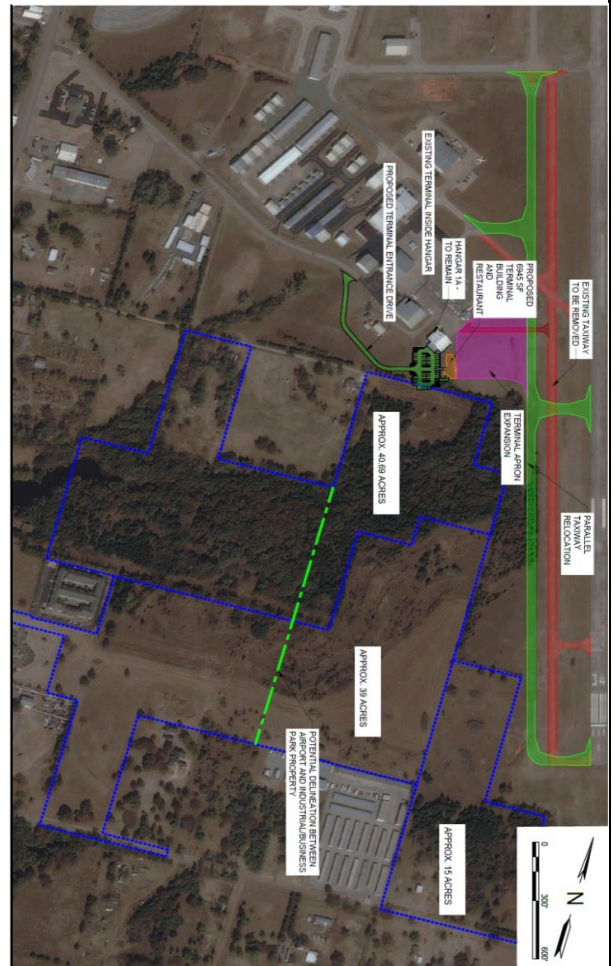 EXISTING TAXIWAY
TO BE REMOVED
PROPOSED
6945 SF
TERMINAL
BUILDING
AND
RESTAURANT
HANGAR 1A -
TO REMAIN
EXISTING TERMINAL INSIDE HANGAR
PROPOSED TERMINAL ENTRANCE DRIVE
TERMINAL APRON
EXPANSION
PARALLEL
TAXIWAY
RELOCATION
APPROX. 40.69 ACRES
APPROX. 39 ACRES
POTENTIAL DELINEATION BETWEEN
AIRPORT AND INDUSTRIAL/BUSINESS
PARK PROPERTY
APPROX. 15 ACRES
34
N
0 300' 600'